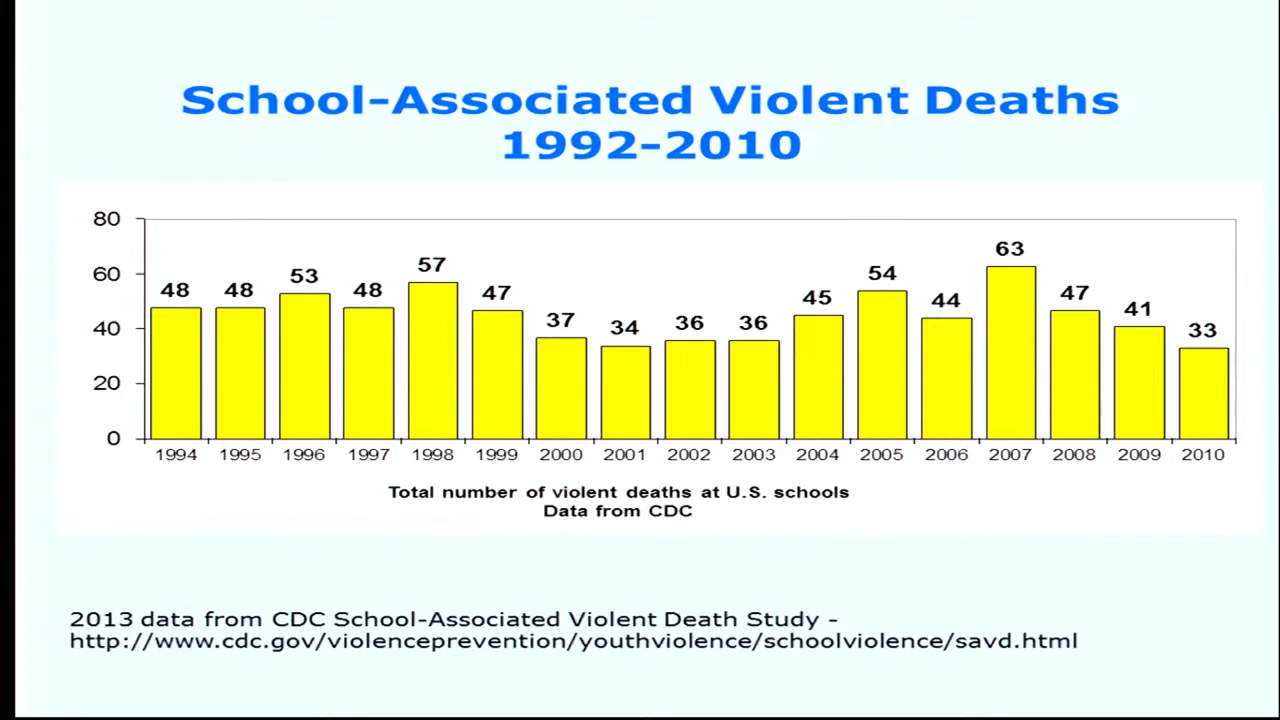 School-Associated Violent Deaths
1992-2010
80
60
40
20
0
48 48 53 48 57 47 37 34 36 36 45 54 44 63 47 41 33
1994 1995 1996 1997 1998 1999 2000 2001 2002 2003 2004 2005 2006 2007 2008 2009 2010
Total number of violent deaths at U.S. schools
Data from CDC
2013 data from CDC School-Associated Violent Death Study -
http://www.cdc.gov/violenceprevention/youthviolence/schoolviolence/savd.html